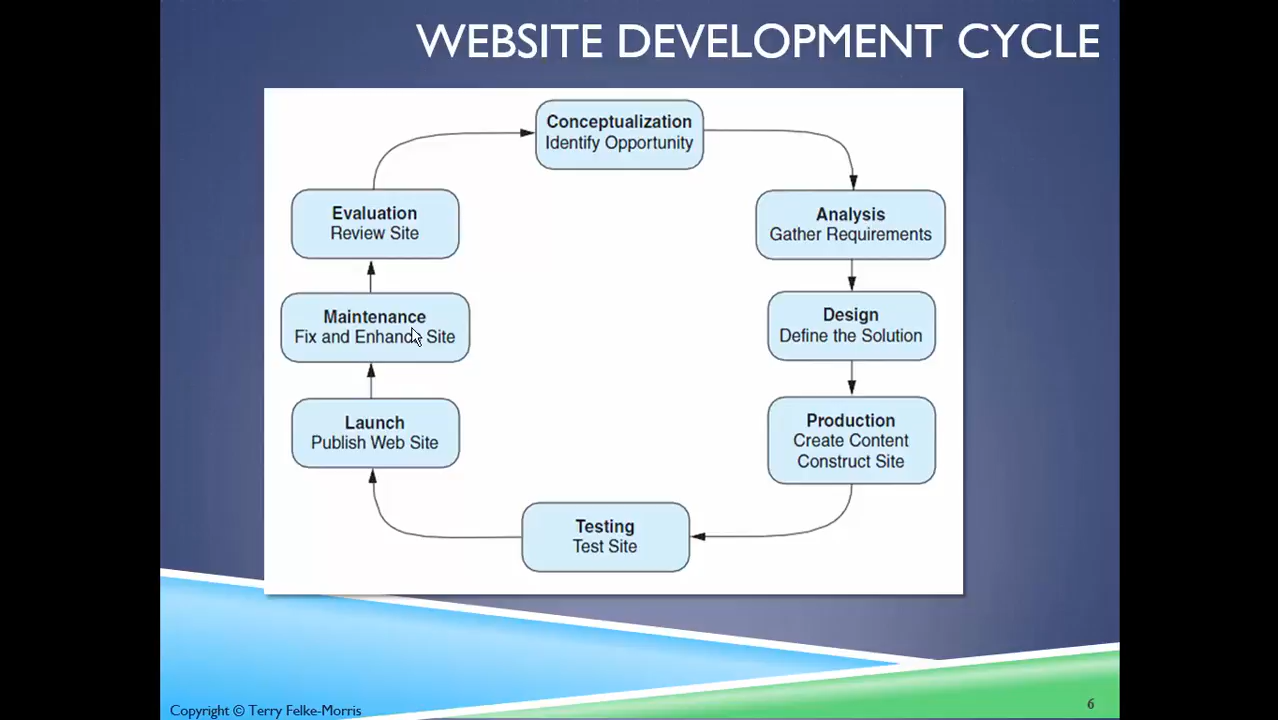 WEBSITE DEVELOPMENT CYCLE
Conceptualization
Identify Opportunity
Analysis
Gather Requirements
Design
Define the Solution
Production
Create Content
Construct Site
Testing
Test Site
Launch
Publish Web Site
Maintenance
Fix and Enhance Site
Evaluation
Review Site
Copyright © Terry Felke-Morris
6